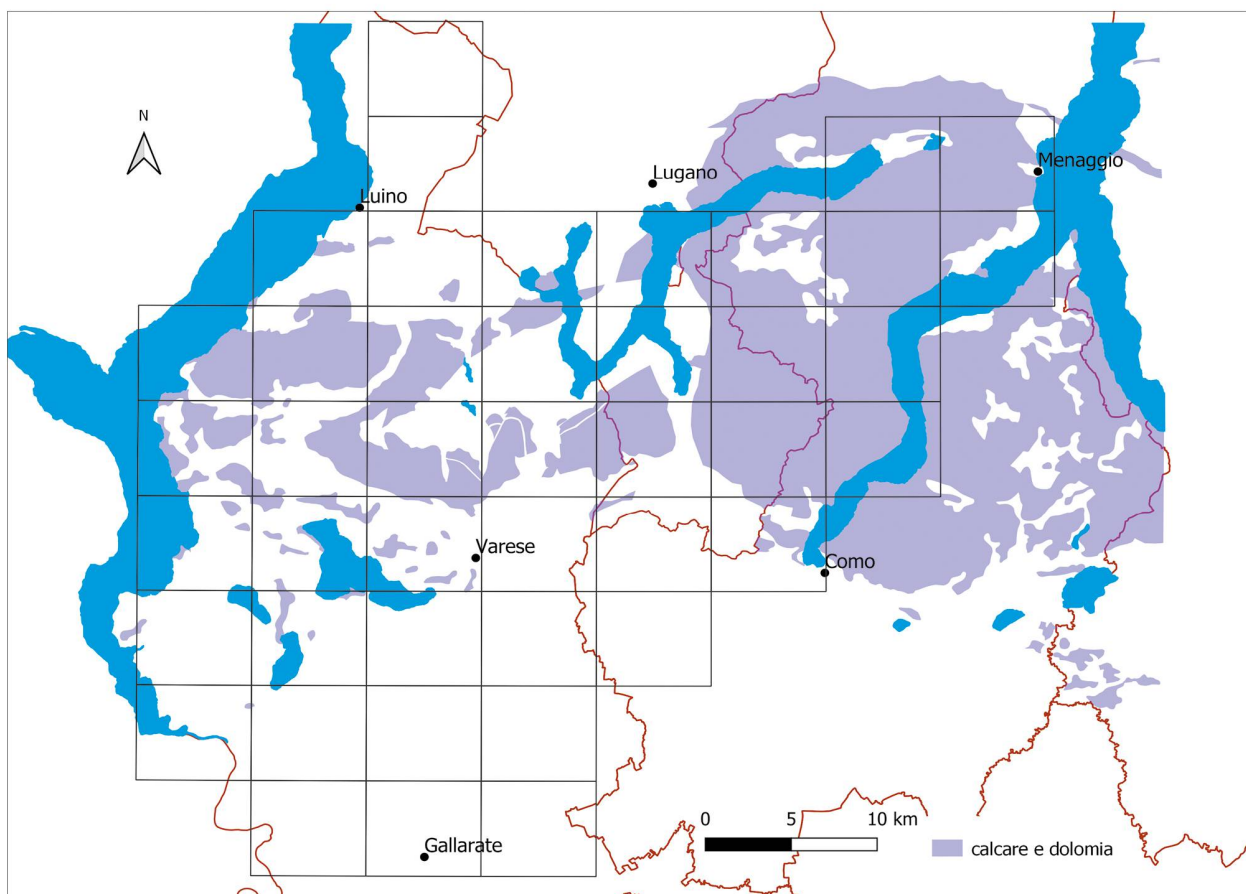 N
Menaggio
Lugano
Luino
Varese
Como
0 5 10 km
Gallarate
calcare e dolomia